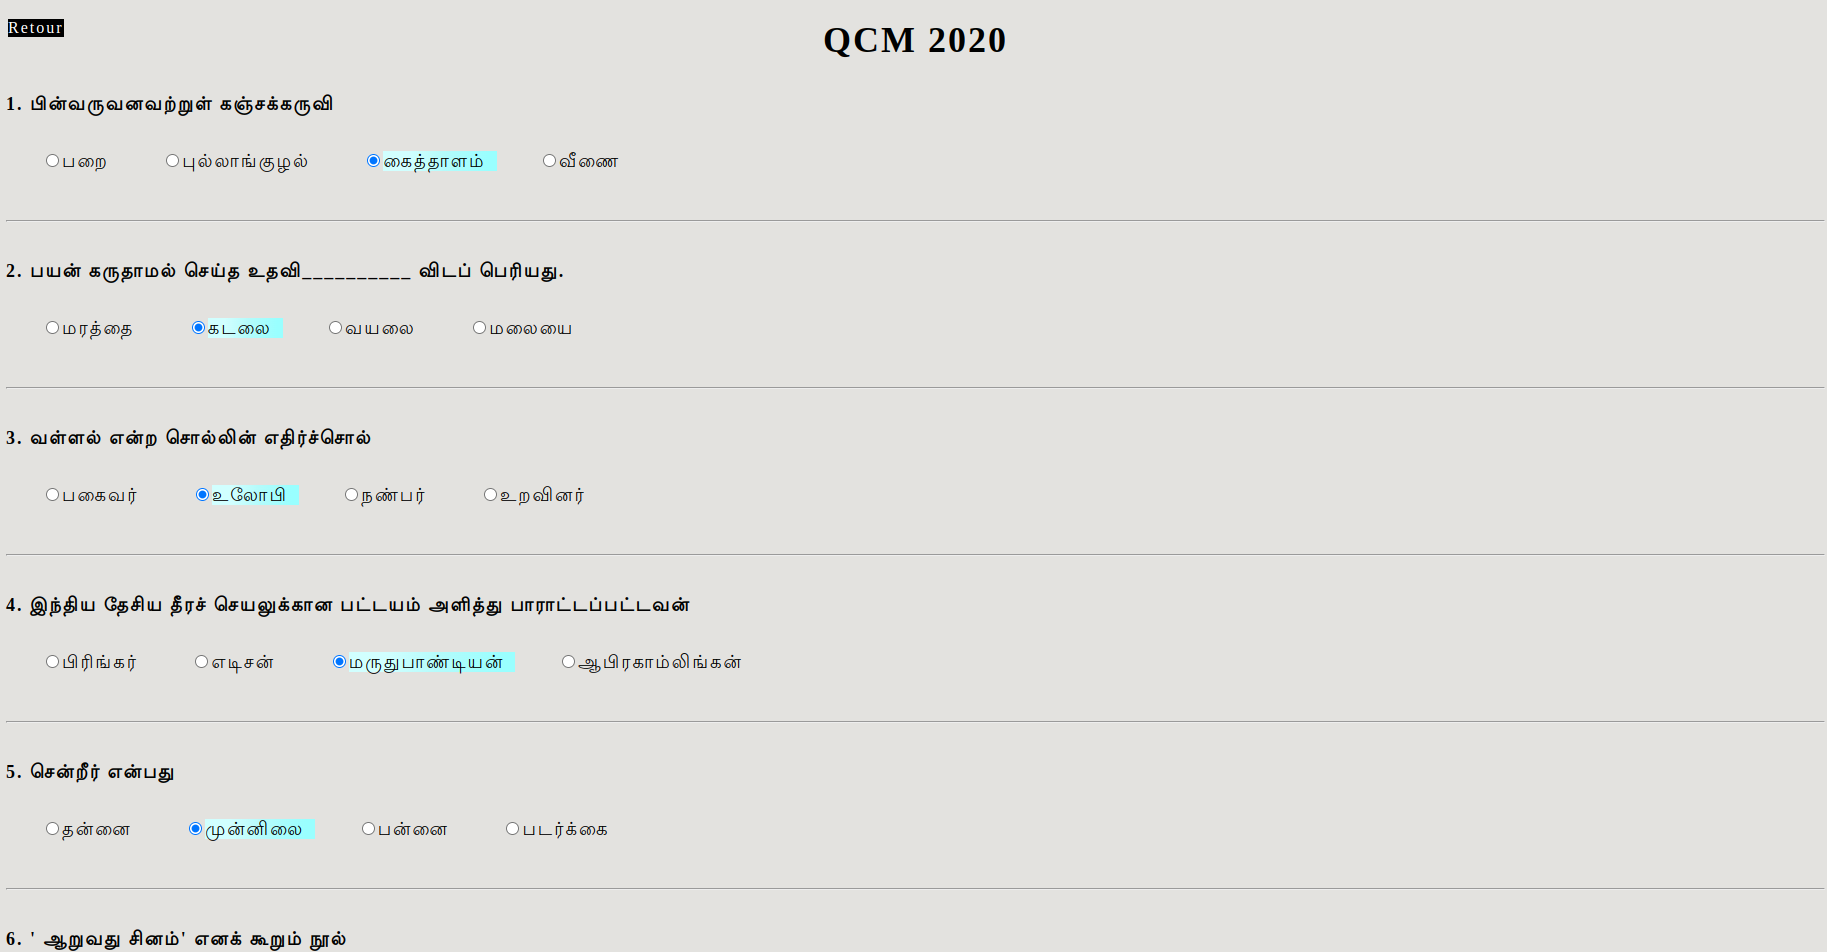 Retour
QCM 2020
1. பின்வருவனவற்றுள் கஞ்சக்கருவி
பறை புல்லாங்குழல் கைத்தாளம் வீணை
2. பயன் கருதாமல் செய்த உதவி__________ விடப் பெரியது.
மரத்தை கடலை வயலை மலையை
3. வள்ளல் என்ற சொல்லின் எதிர்ச்சொல்
பகைவர் உலோபி நண்பர் உறவினர்
4. இந்திய தேசிய தீரச் செயலுக்கான பட்டயம் அளித்து பாராட்டப்பட்டவன்
பிரிங்கர் எடிசன் மருதுபாண்டியன் ஆபிரகாம்லிங்கன்
5. சென்றீர் என்பது
தன்னை முன்னிலை பன்னை படர்க்கை
6. ' ஆறுவது சினம்' எனக் கூறும் நூல்